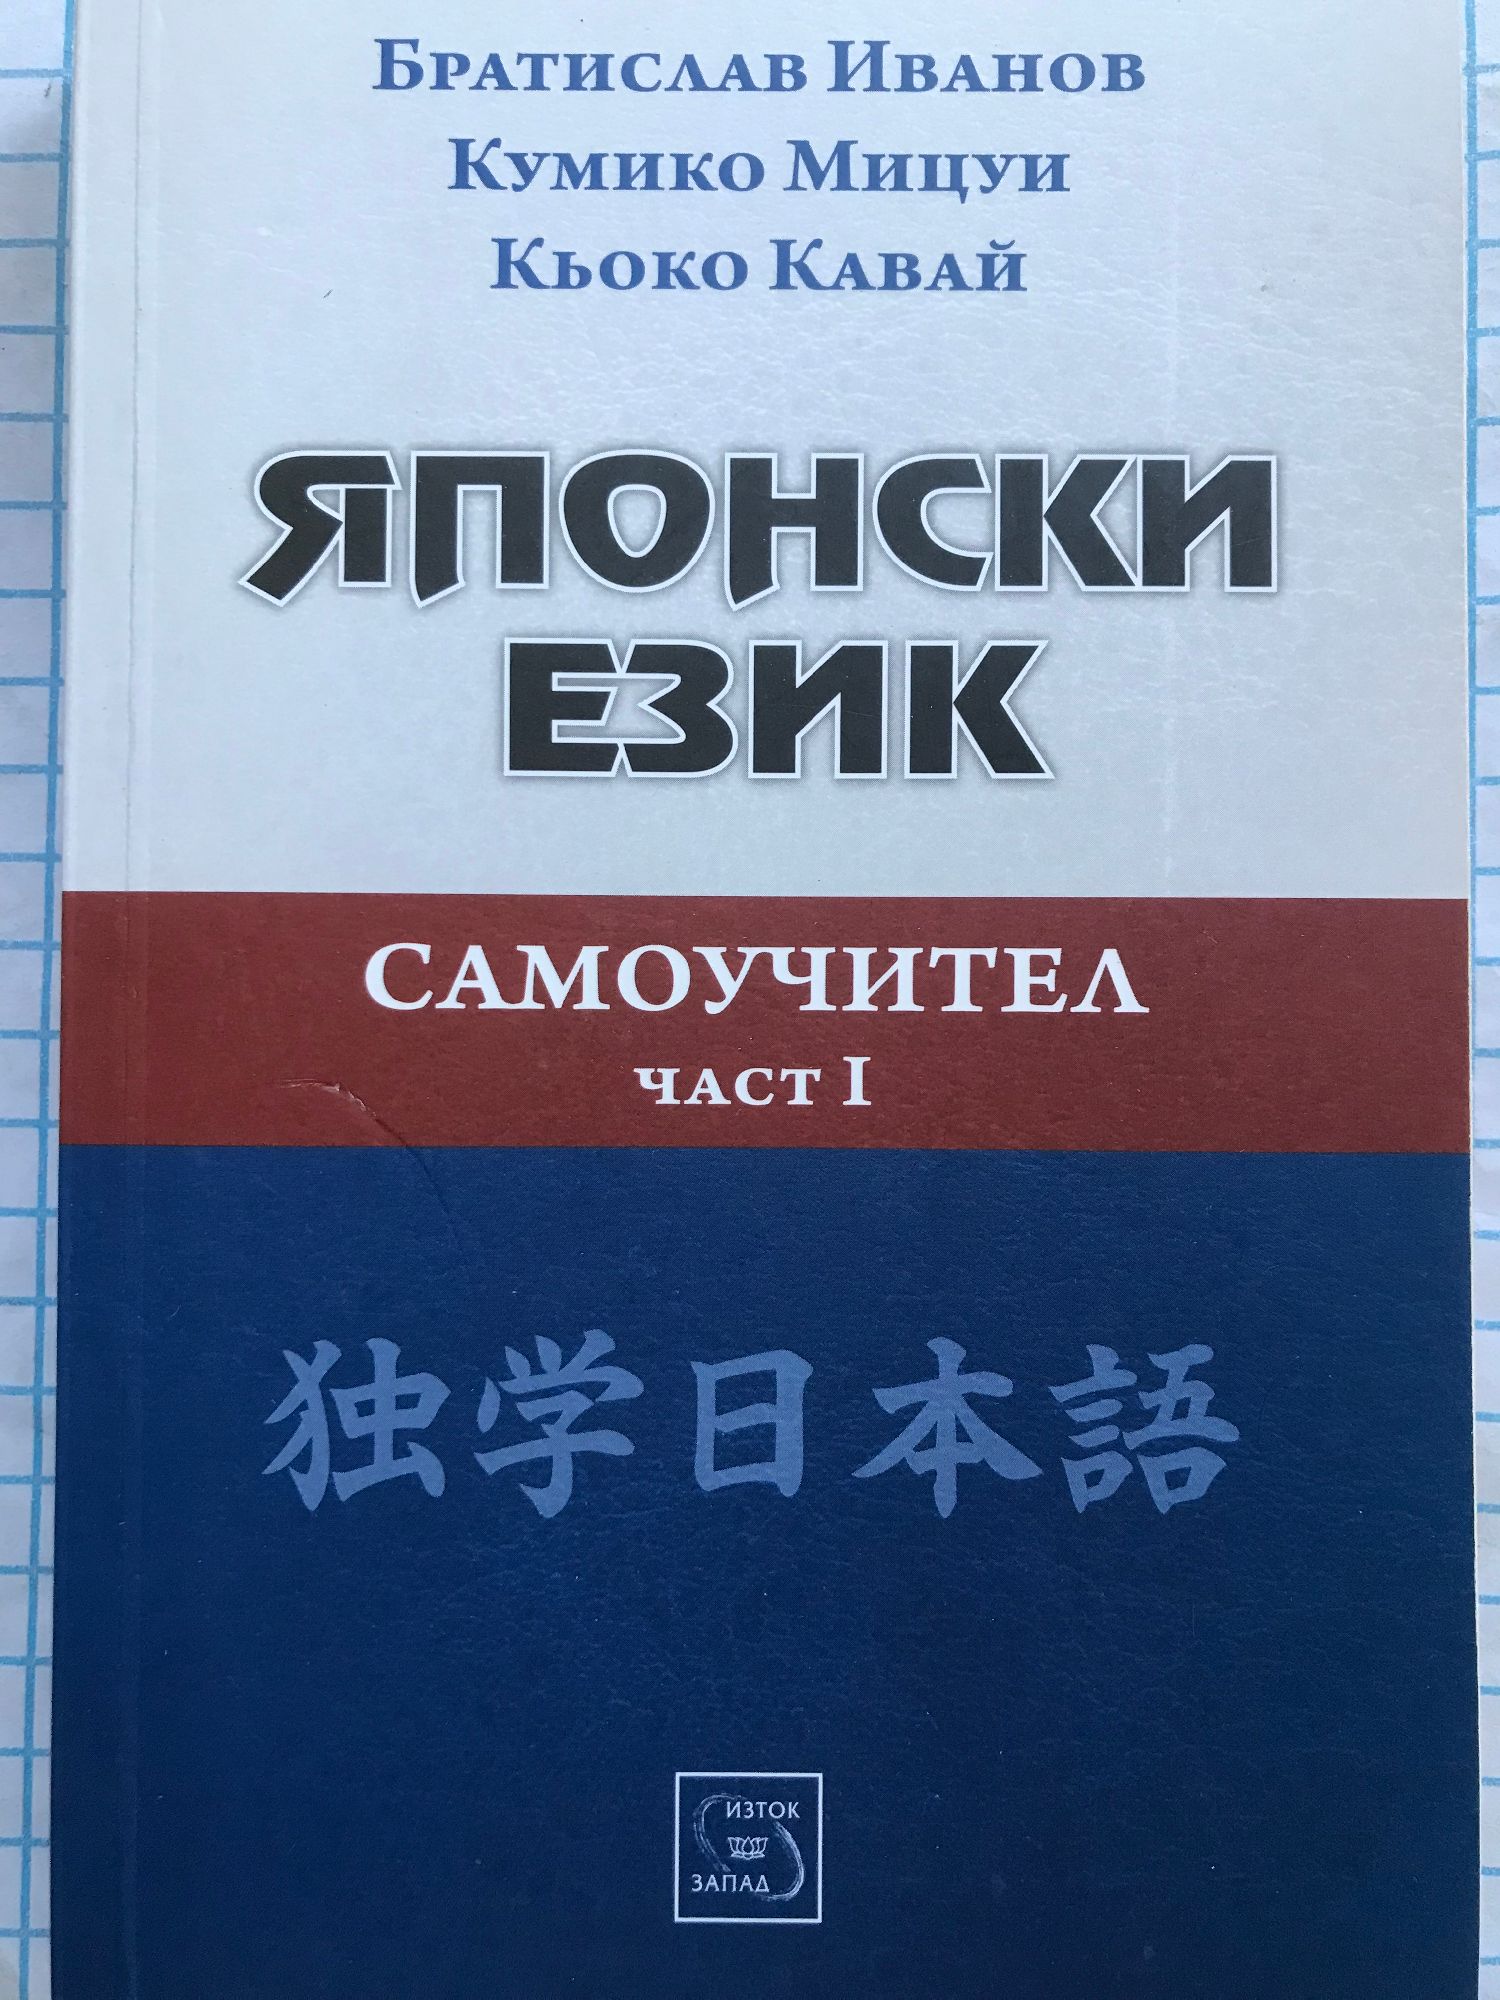 Братислав Иванов
Кумико Мицуи
Кьоко Кавай
ЯПОНСКИ
ЕЗИК
САМОУЧИТЕЛ
ЧАСТ I
独学日本語
ИЗТОК
ЗАПАД